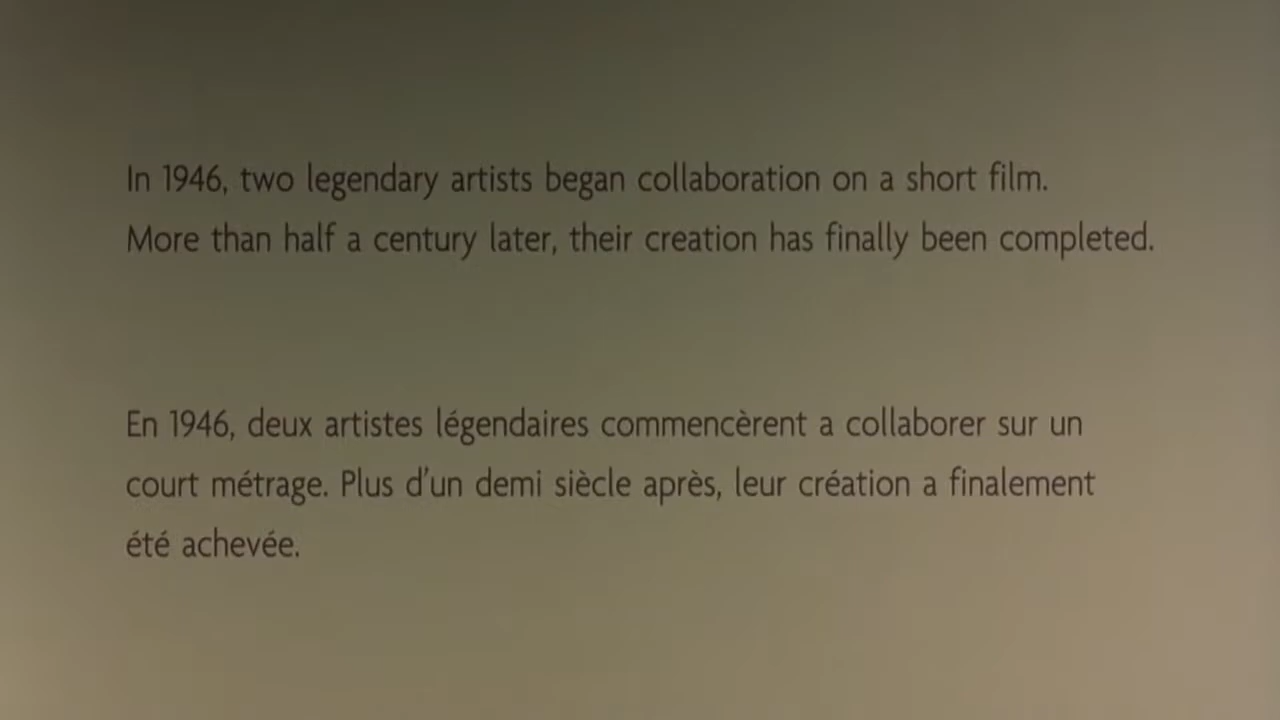 In 1946, two legendary artists began collaboration on a short film.
More than half a century later, their creation has finally been completed.
En 1946, deux artistes légendaires commencèrent a collaborer sur un
court métrage. Plus d'un demi siècle après, leur création a finalement
été achevée.